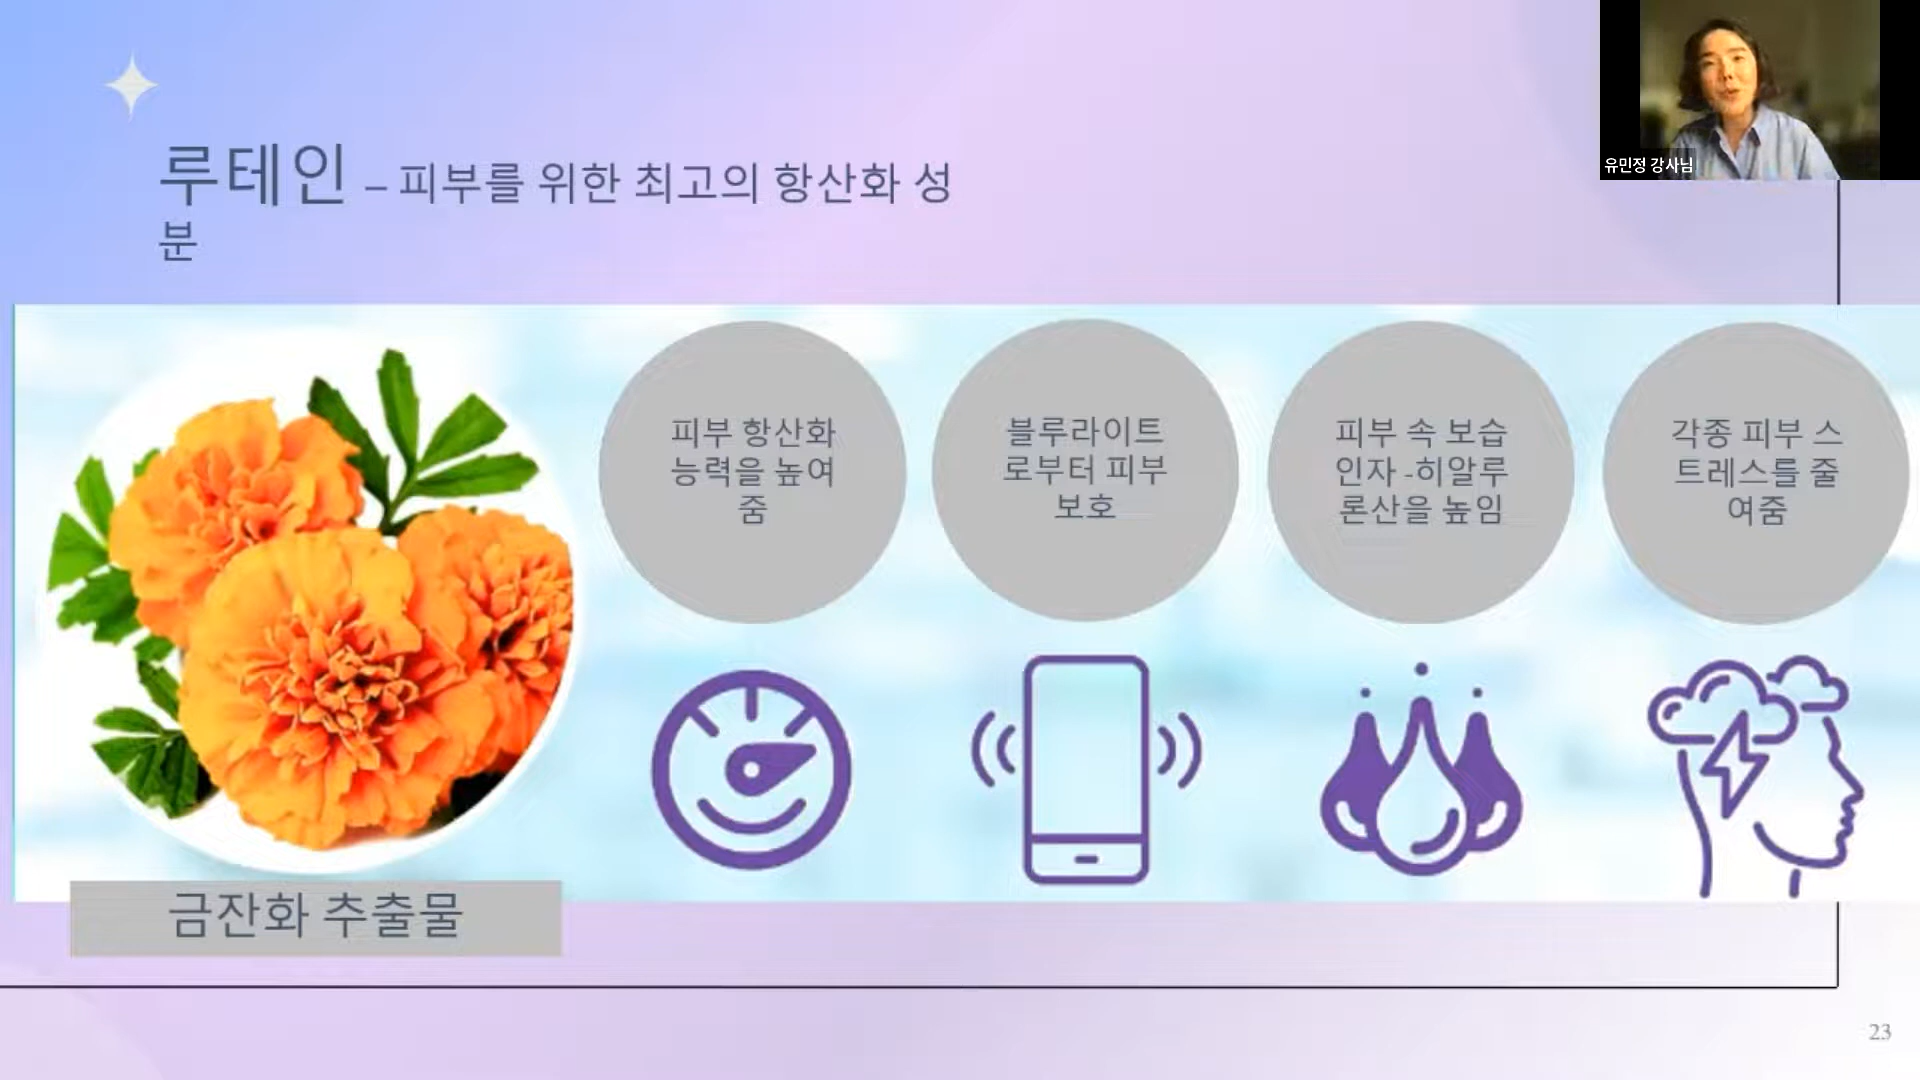 유민정 강사님
루테인 – 피부를 위한 최고의 항산화 성
분
피부 항산화
능력을 높여
줌
블루라이트
로부터 피부
보호
피부 속 보습
인자 -히알루
론산을 높임
각종 피부 스
트레스를 줄
여줌
금잔화 추출물
23